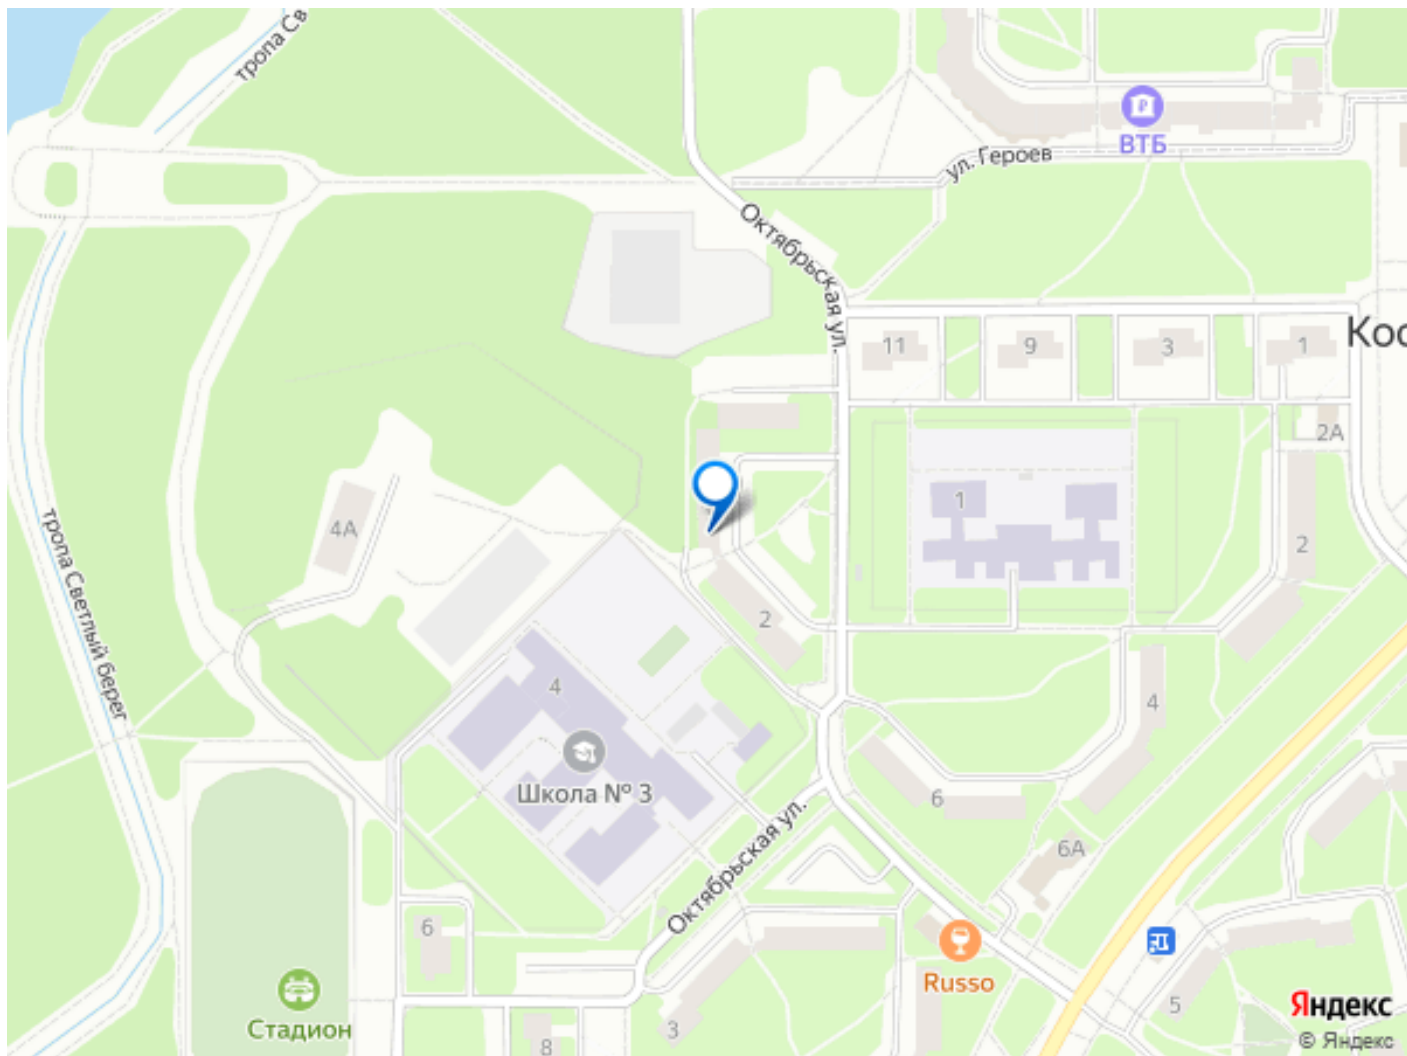 тропа Св
ВТБ
ул. Героев
Октябрьская ул.
11
9
3
1
Кос
2А
1
4А
2
2
тропа Светлый берег
4
4
Школа № 3
6
Октябрьская ул.
6А
6
Russo
Стадион
3
5
8
Яндекс
© Яндекс